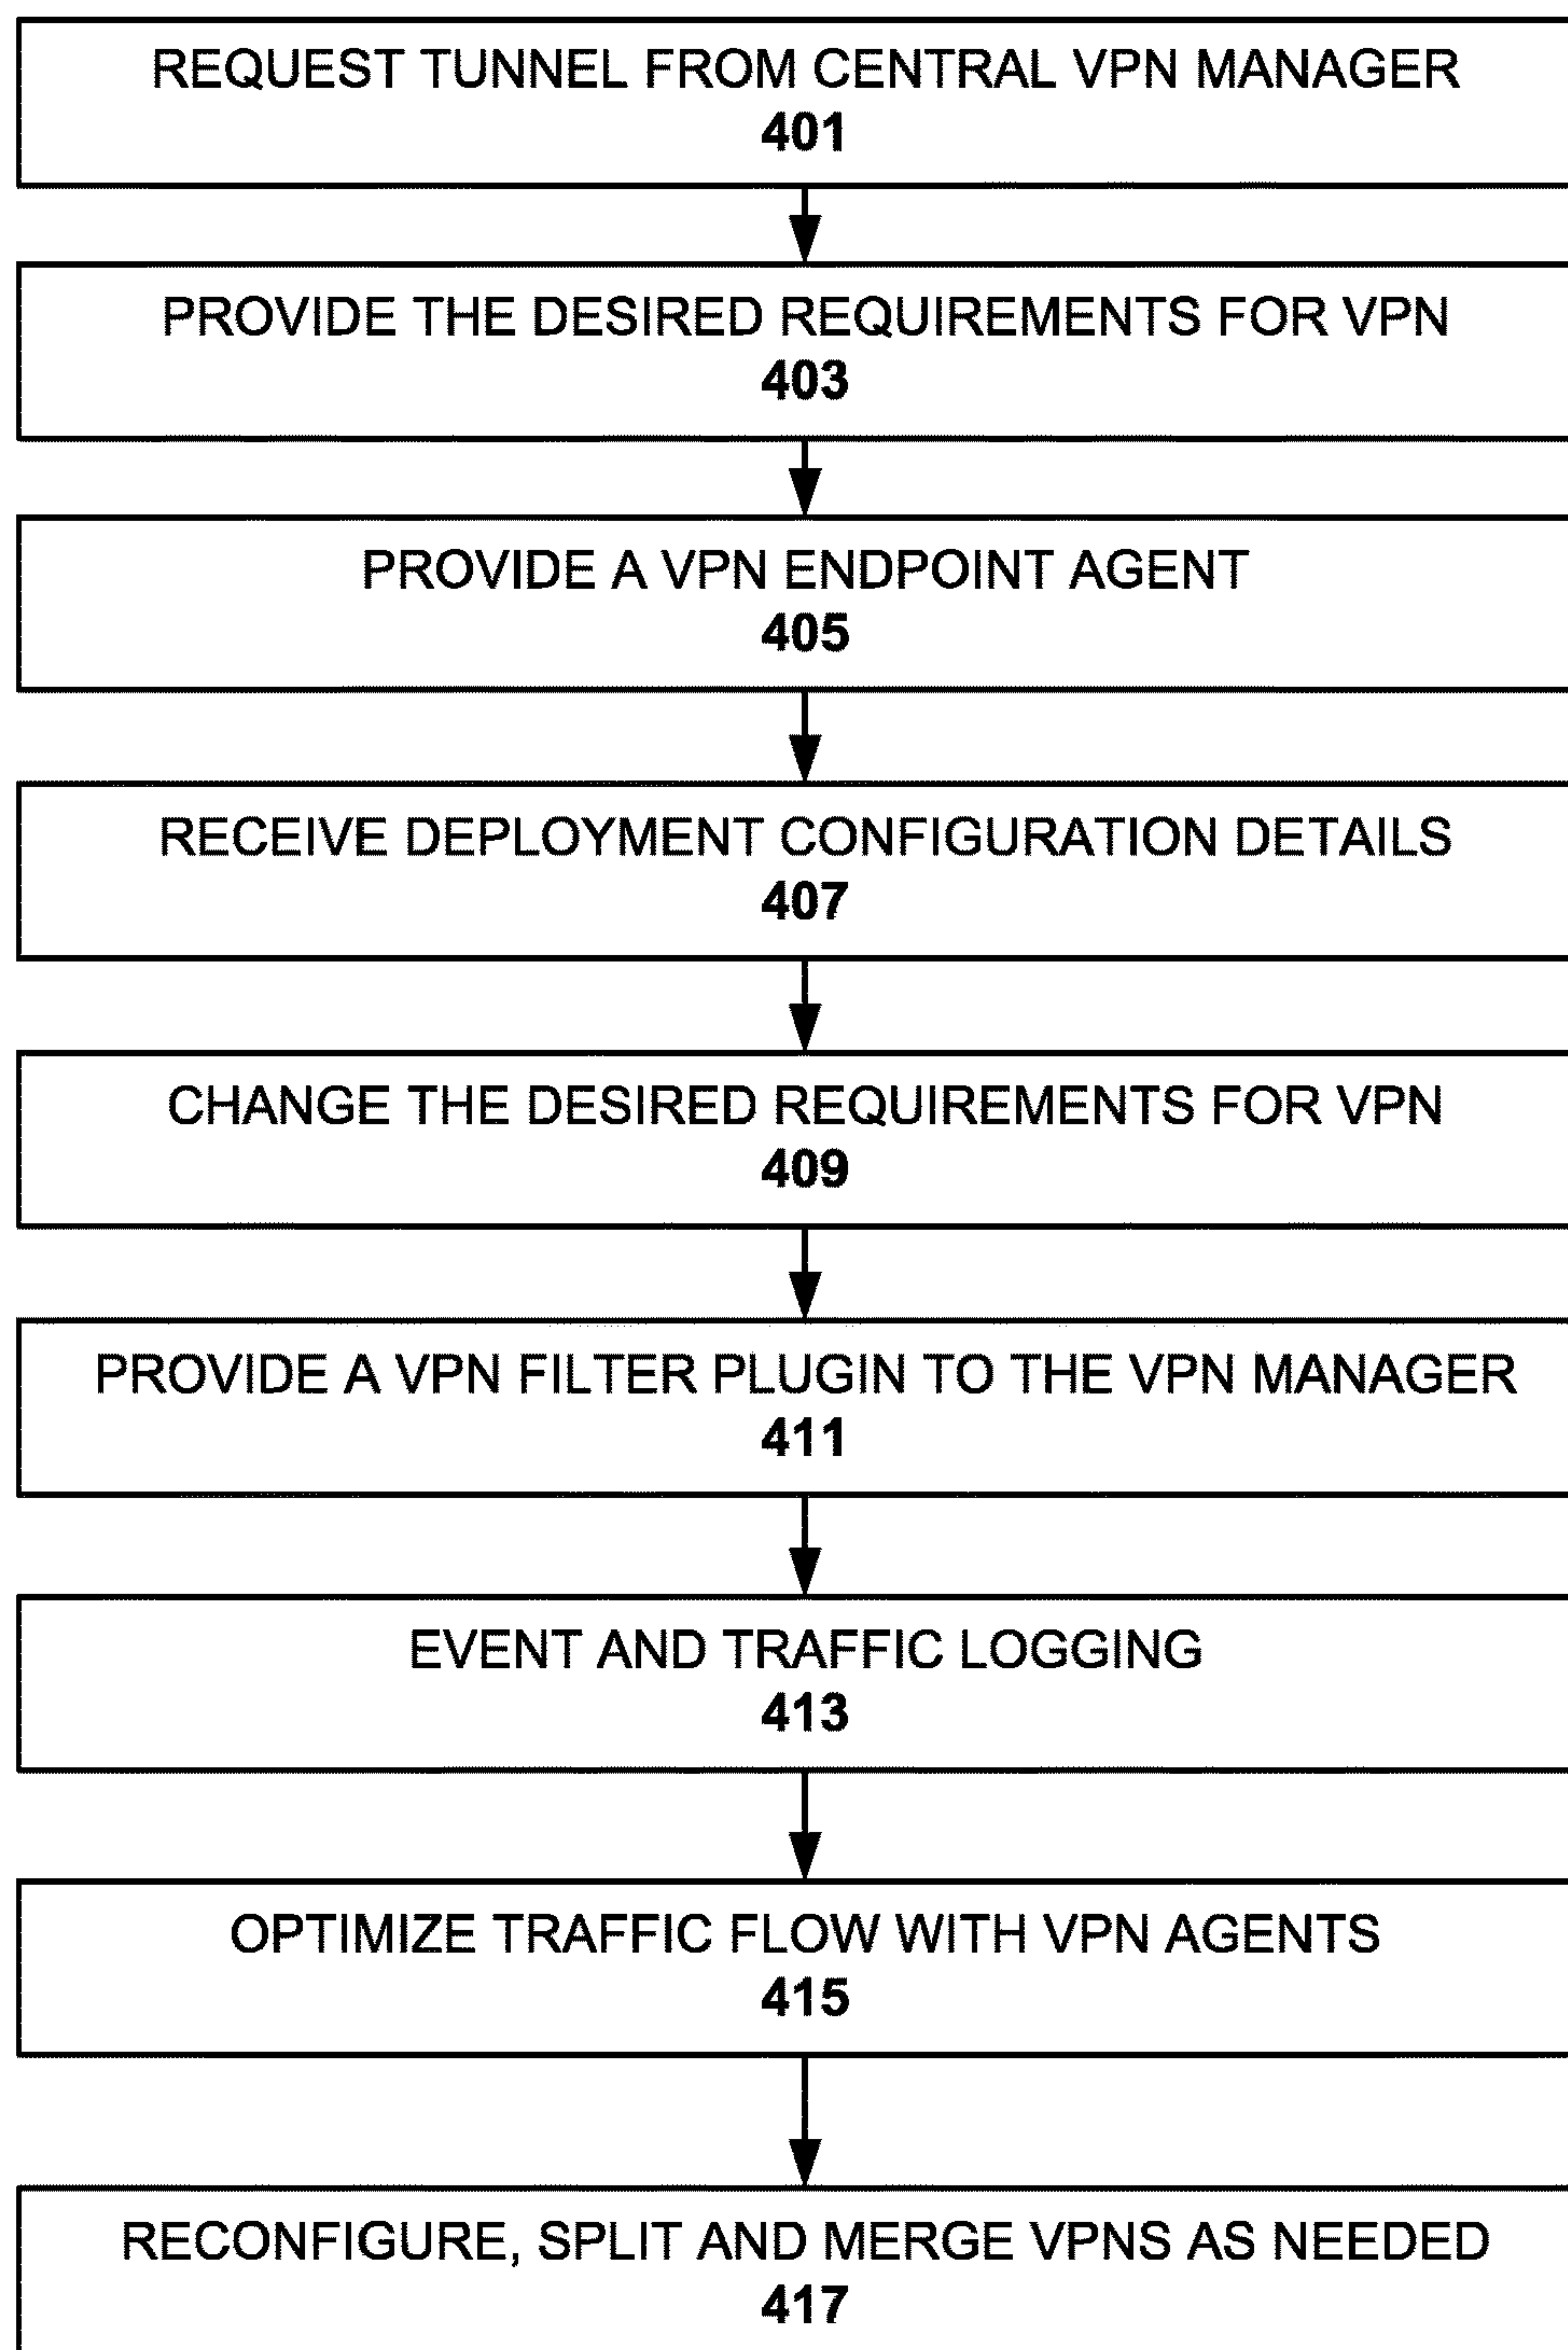 REQUEST TUNNEL FROM CENTRAL VPN MANAGER
401
PROVIDE THE DESIRED REQUIREMENTS FOR VPN
403
PROVIDE A VPN ENDPOINT AGENT
405
RECEIVE DEPLOYMENT CONFIGURATION DETAILS
407
CHANGE THE DESIRED REQUIREMENTS FOR VPN
409
PROVIDE A VPN FILTER PLUGIN TO THE VPN MANAGER
411
EVENT AND TRAFFIC LOGGING
413
OPTIMIZE TRAFFIC FLOW WITH VPN AGENTS
415
RECONFIGURE, SPLIT AND MERGE VPNS AS NEEDED
417